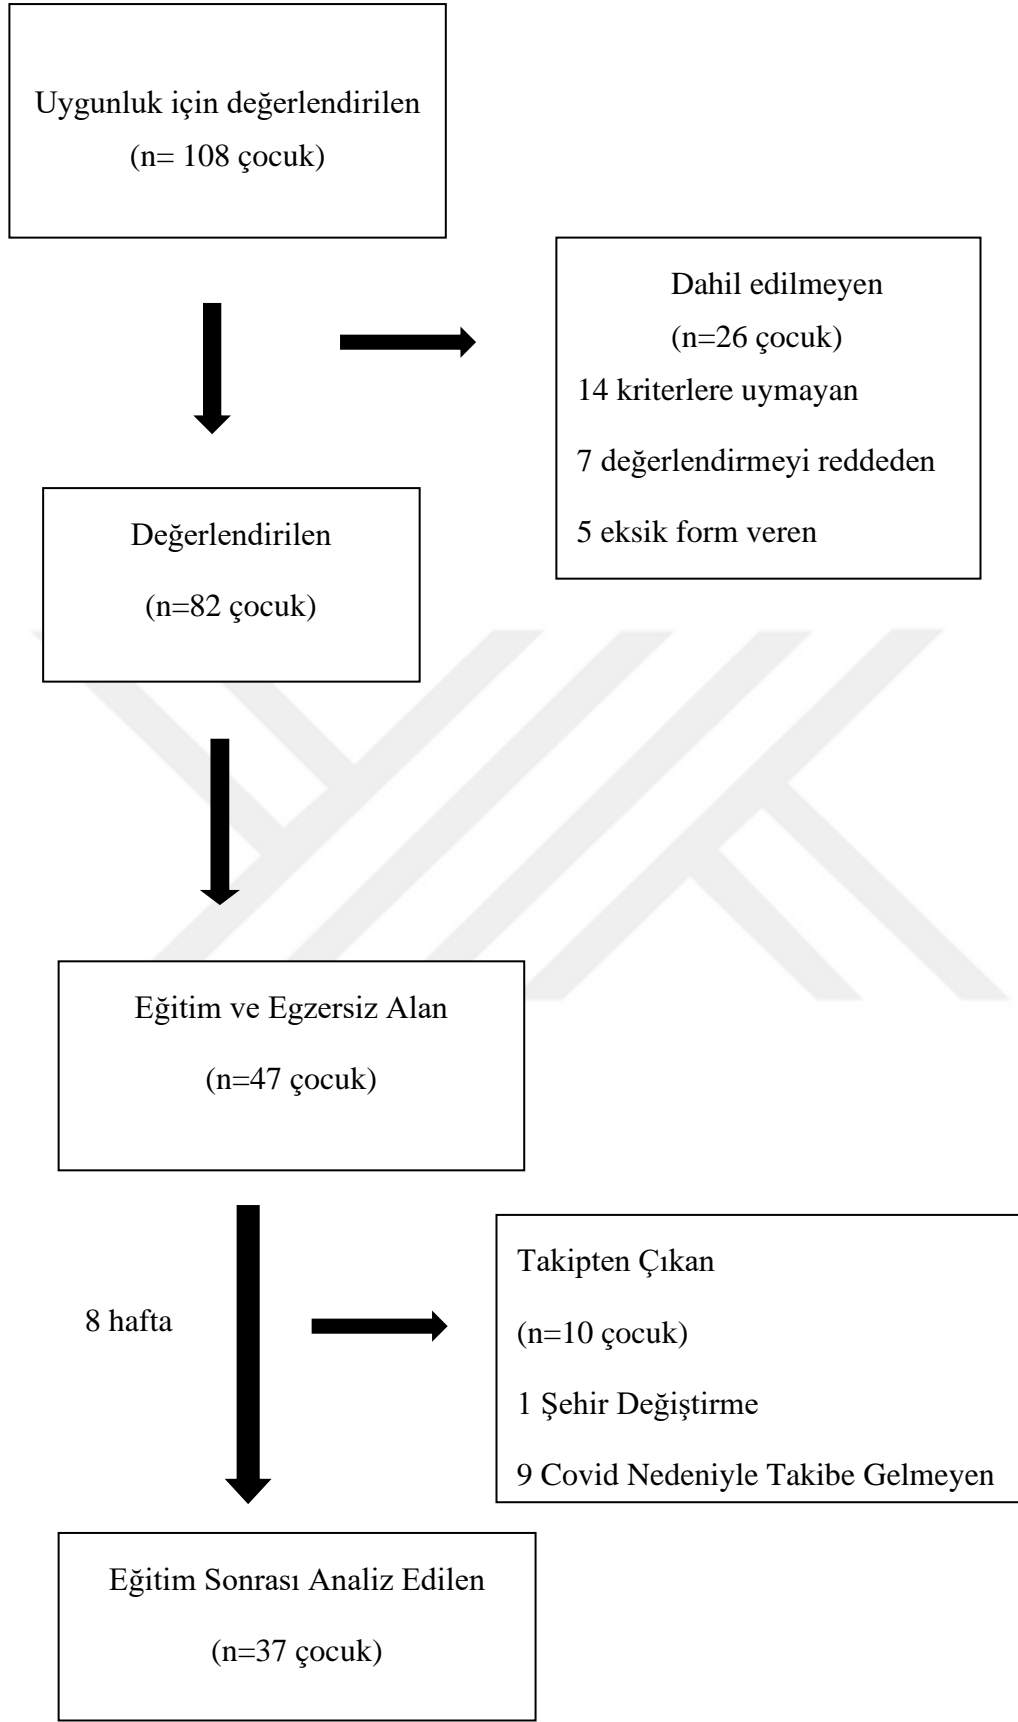 Uygunluk için değerlendirilen
(n= 108 çocuk)
Dahil edilmeyen
(n=26 çocuk)
14 kriterlere uymayan
7 değerlendirmeyi reddeden
5 eksik form veren
Değerlendirilen
(n=82 çocuk)
Eğitim ve Egzersiz Alan
(n=47 çocuk)
8 hafta
Takipten Çıkan
(n=10 çocuk)
1 Şehir Değiştirme
9 Covid Nedeniyle Takibe Gelmeyen
Eğitim Sonrası Analiz Edilen
(n=37 çocuk)